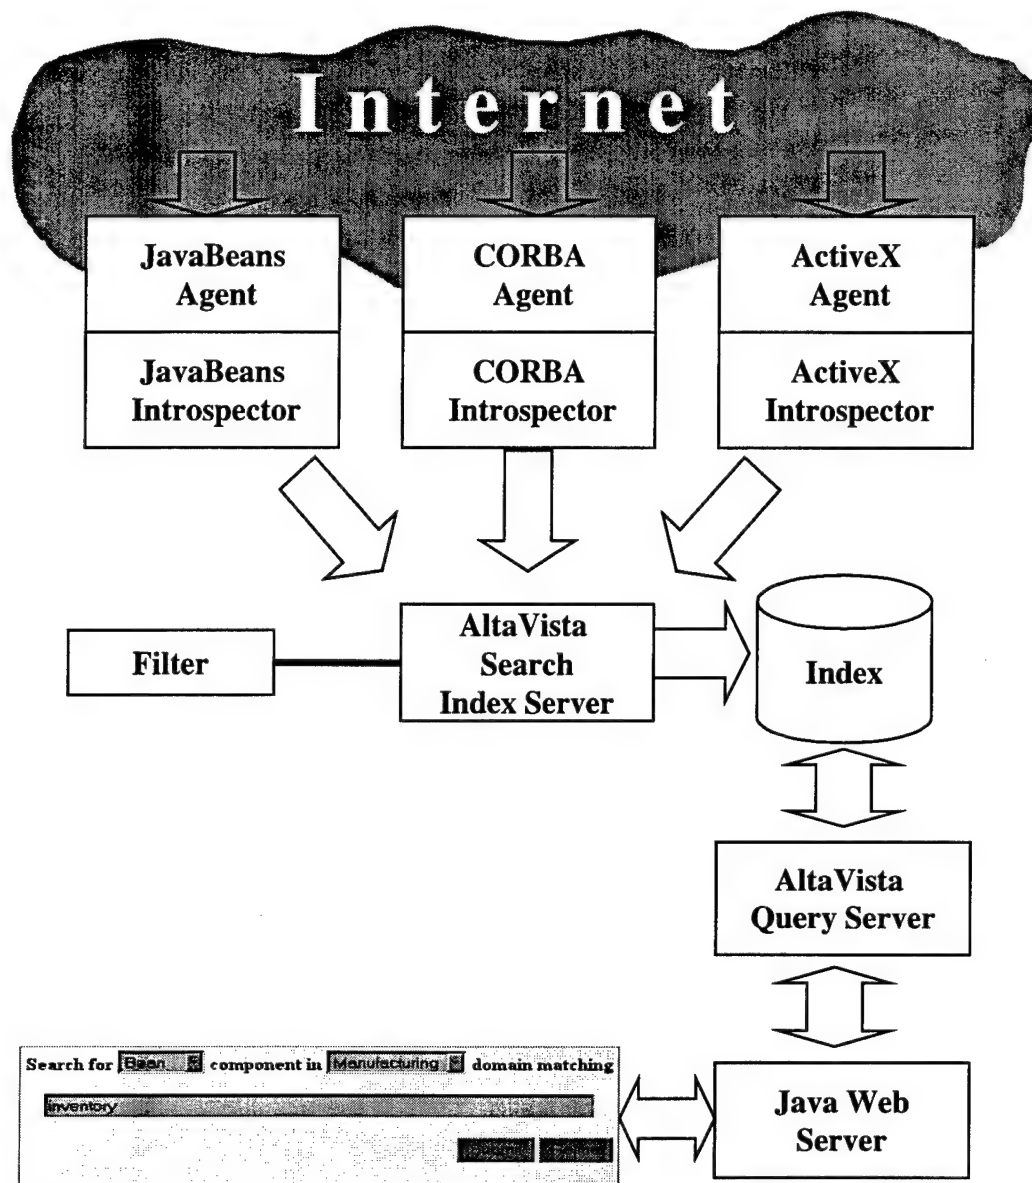 Internet
JavaBeans
Agent
CORBA
Agent
ActiveX
Agent
JavaBeans
Introspector
CORBA
Introspector
ActiveX
Introspector
Filter
AltaVista
Search
Index Server
Index
AltaVista
Query Server
Search for Bean component in Manufacturing domain matching
inventory
Java Web
Server